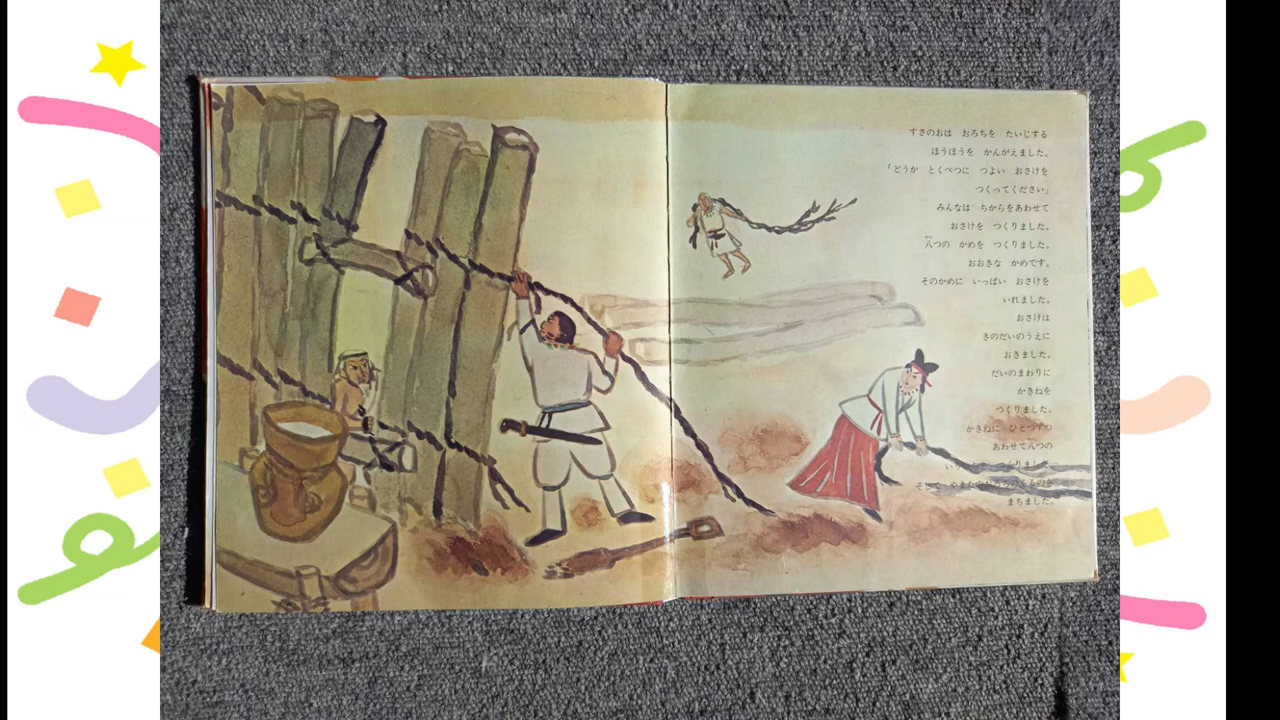 すさのおは おろちを たいじする
ほうほうを かんがえました。
「どうか とくべつに つよい おさけを
つくってください」
みんなは ちからをあわせて
おさけを つくりました。
八つの かめを つくりました。
おおきな かめです。
そのかめに いっぱい おさけを
いれました。
おさけは
きのだいのうえに
おきました。
だいのまわりに
かきねを
つくりました。
かきねに ひとつずつ
あわせて八つの
いり くりました。
まちました。